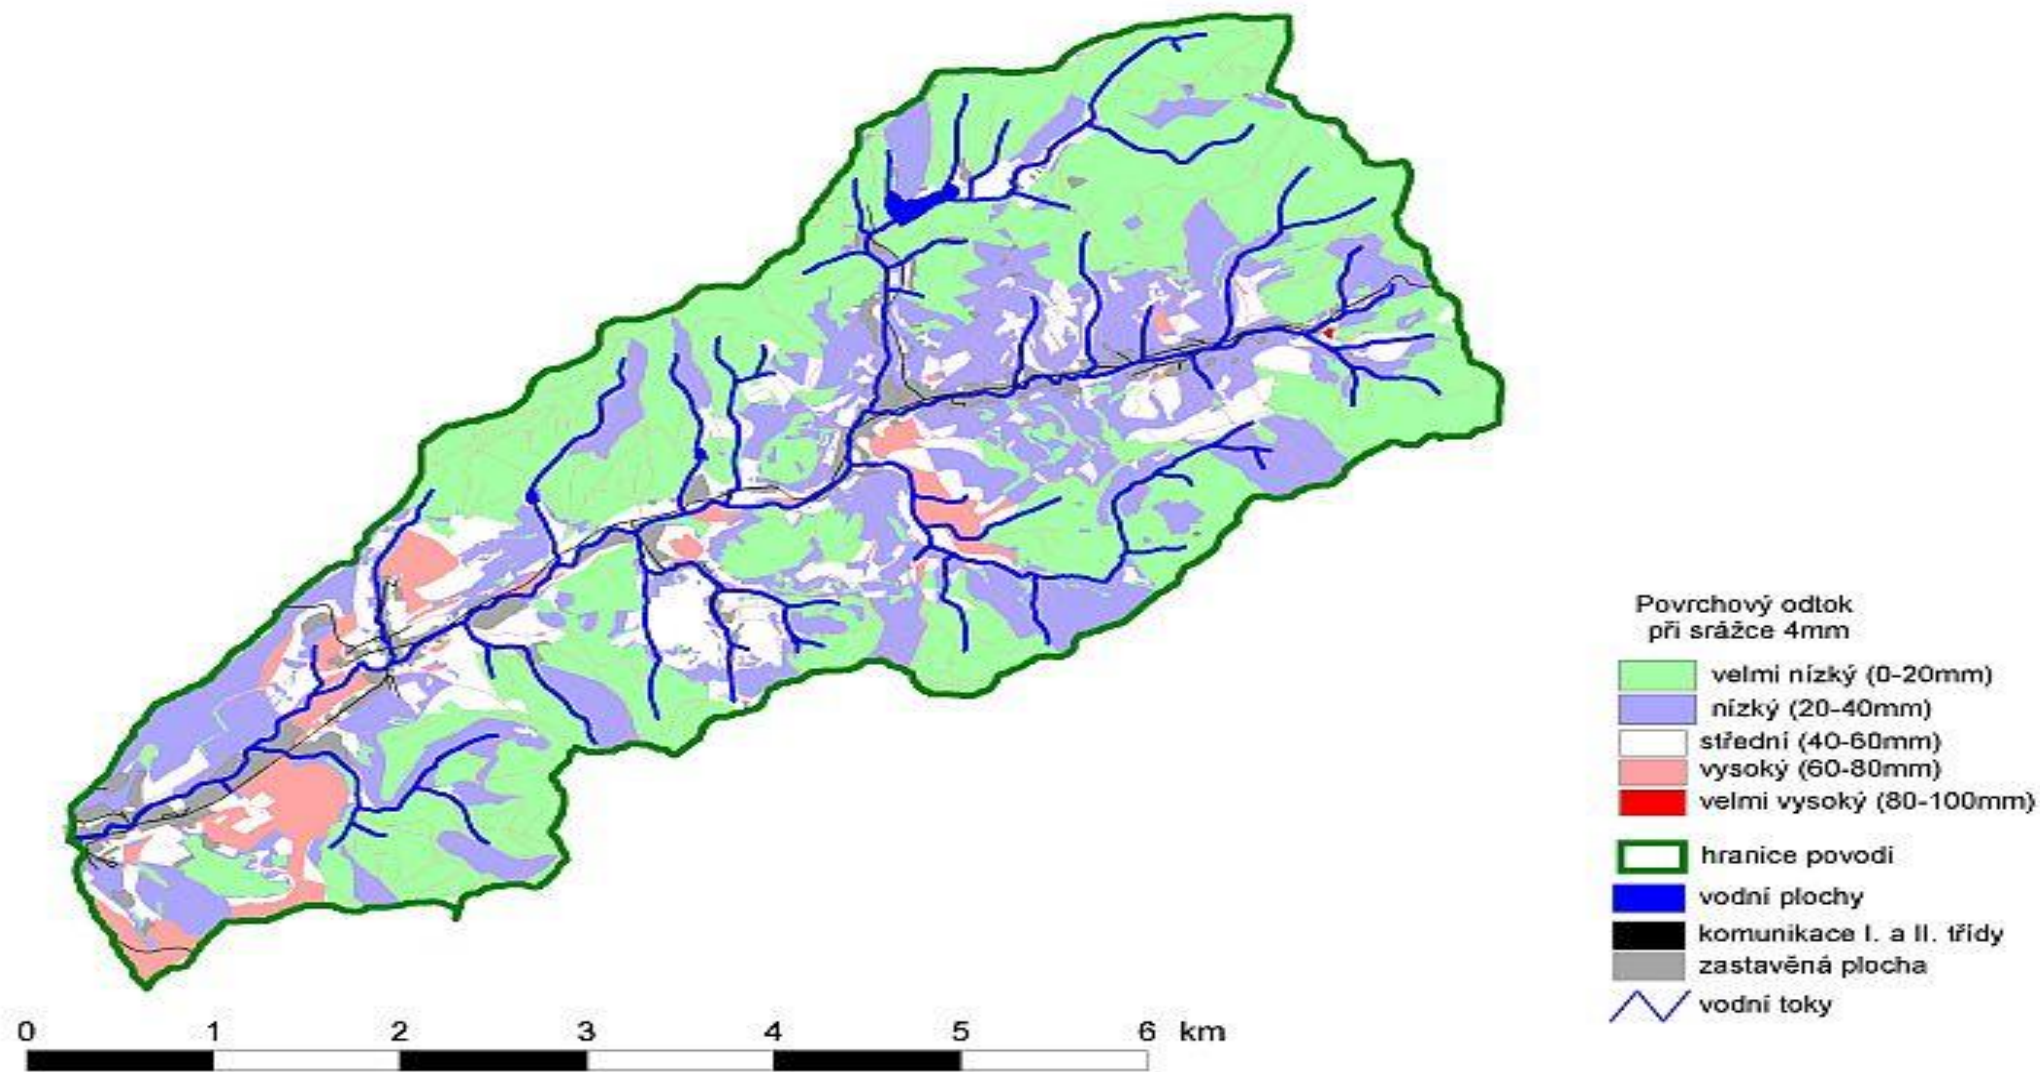 Povrchový odtok
při srážce 4mm
velmi nízký (0-20mm)
nízký (20-40mm)
střední (40-60mm)
vysoký (60-80mm)
velmi vysoký (80-100mm)
hranice povodi
vodní plochy
komunikace I. a II. třídy
zastavěná plocha
vodní toky
0 1 2 3 4 5 6 km